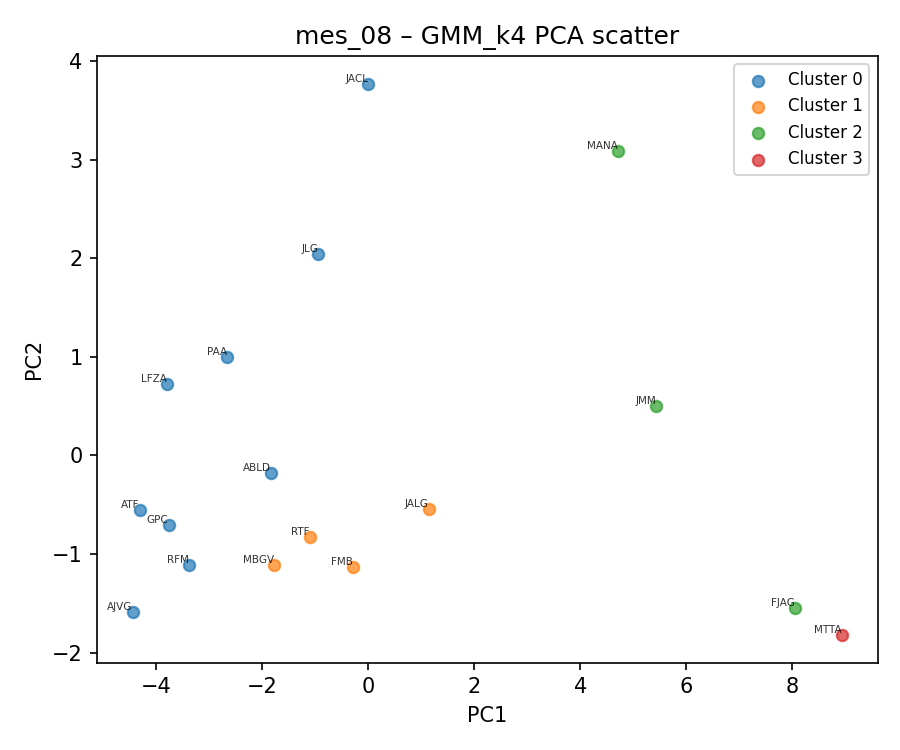 mes_08 – GMM_k4 PCA scatter
Cluster 0
Cluster 1
Cluster 2
Cluster 3
JACL
MANA
JLG
PAA
LFZA
JMM
ABLD
ATF
GPC
JALG
RTF
RFM
MBGV
FMB
AJVG
FJAG
MTTA
PC2
4
3
2
1
0
−1
−2
−4
−2
0
2
4
6
8
PC1